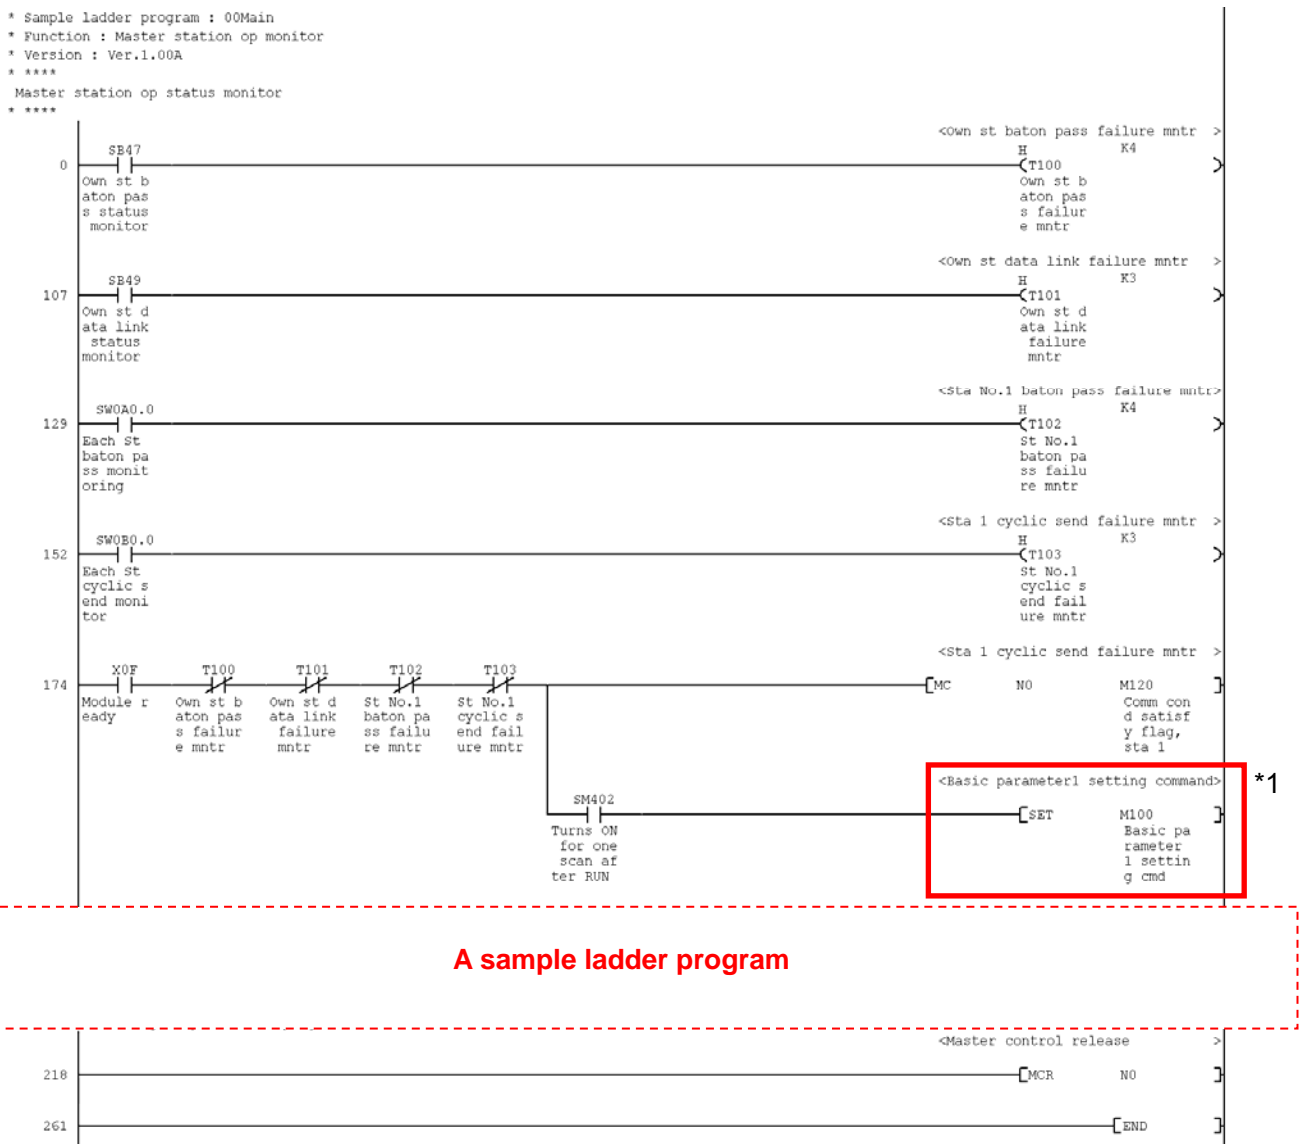 * Sample ladder program : 00Main
* Function : Master station op monitor
* Version : Ver.1.00A
* ****
Master station op status monitor
* ****
<Own st baton pass failure mntr >
SB47
H K4
0
(T100 )
Own st b
aton pas
s status
monitor
Own st b
aton pas
s failur
e mntr
<Own st data link failure mntr >
SB49
H K3
107
(T101 )
Own st d
ata link
status
monitor
Own st d
ata link
failure
mntr
<Sta No.1 baton pass failure mntr>
SW0A0.0
H K4
129
(T102 )
Each St
baton pa
ss monit
oring
St No.1
baton pa
ss failu
re mntr
<Sta 1 cyclic send failure mntr >
SW0B0.0
H K3
152
(T103 )
Each St
cyclic s
end moni
tor
St No.1
cyclic s
end fail
ure mntr
<Sta 1 cyclic send failure mntr >
X0F T100 T101 T102 T103
174
[MC N0 M120 ]
Module r
eady
Own st b
aton pas
s failur
e mntr
Own st d
ata link
failure
mntr
St No.1
baton pa
ss failu
re mntr
St No.1
cyclic s
end fail
ure mntr
Comm con
d satisf
y flag,
sta 1
<Basic parameter1 setting command>
*1
SM402
[SET M100 ]
Turns ON
for one
scan af
ter RUN
Basic pa
rameter
1 settin
g cmd
A sample ladder program
<Master control release >
218
[MCR N0 ]
261
[END ]